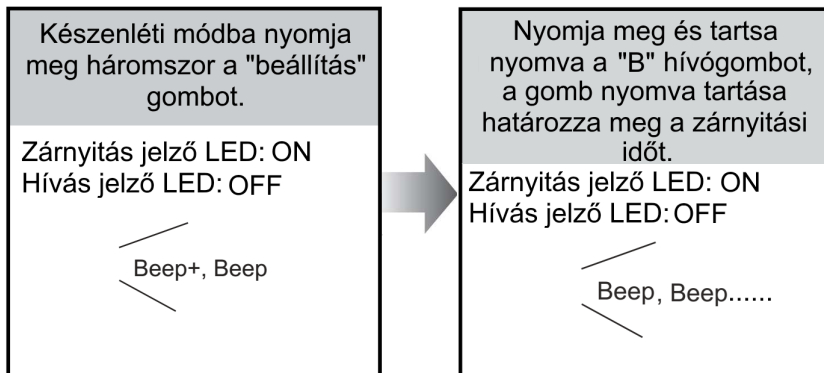 Készenléti módba nyomja
meg háromszor a "beállítás"
gombot.
Zárnyitás jelző LED: ON
Hívás jelző LED: OFF
Beep+, Beep
Nyomja meg és tartsa
nyomva a "B" hívógombot,
a gomb nyomva tartása
határozza meg a zárnyitási
időt.
Zárnyitás jelző LED: ON
Hívás jelző LED: OFF
Beep, Beep......